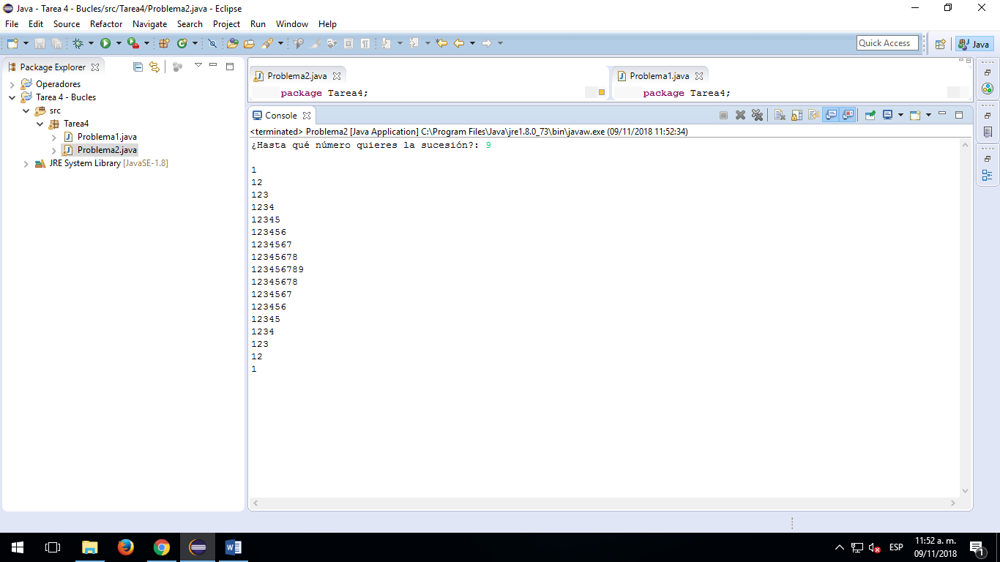 Java - Tarea 4 - Bucles/src/Tarea4/Problema2.java - Eclipse
File Edit Source Refactor Navigate Search Project Run Window Help
Quick Access
Java
Package Explorer
Operadores
Tarea 4 - Bucles
src
Tarea4
Problema1.java
Problema2.java
JRE System Library [JavaSE-1.8]
Problema2.java
package Tarea4;
Problema1.java
package Tarea4;
Console
<terminated> Problema2 [Java Application] C:\Program Files\Java\jre1.8.0_73\bin\javaw.exe (09/11/2018 11:52:34)
¿Hasta qué número quieres la sucesión?: 9
1
12
123
1234
12345
123456
1234567
12345678
123456789
12345678
1234567
123456
12345
1234
123
12
1
ESP
11:52 a. m.
09/11/2018
1